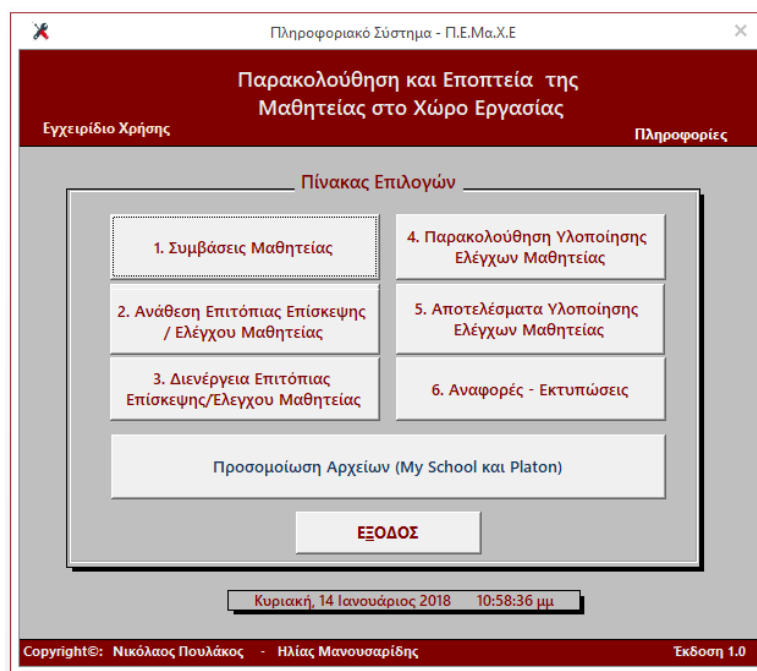 Πληροφοριακό Σύστημα - Π.Ε.Μα.Χ.Ε
Παρακολούθηση και Εποπτεία της
Μαθητείας στο Χώρο Εργασίας
Εγχειρίδιο Χρήσης
Πληροφορίες
Πίνακας Επιλογών
1. Συμβάσεις Μαθητείας
2. Ανάθεση Επιτόπιας Επίσκεψης
/ Ελέγχου Μαθητείας
3. Διενέργεια Επιτόπιας
Επίσκεψης/Έλεγχου Μαθητείας
4. Παρακολούθηση Υλοποίησης
Ελέγχων Μαθητείας
5. Αποτελέσματα Υλοποίησης
Ελέγχων Μαθητείας
6. Αναφορές - Εκτυπώσεις
Προσομοίωση Αρχείων (My School και Platon)
ΕΞΟΔΟΣ
Κυριακή, 14 Ιανουάριος 2018 10:58:36 μμ
Copyright©: Νικόλαος Πουλάκος - Ηλίας Μανουσαρίδης
Έκδοση 1.0